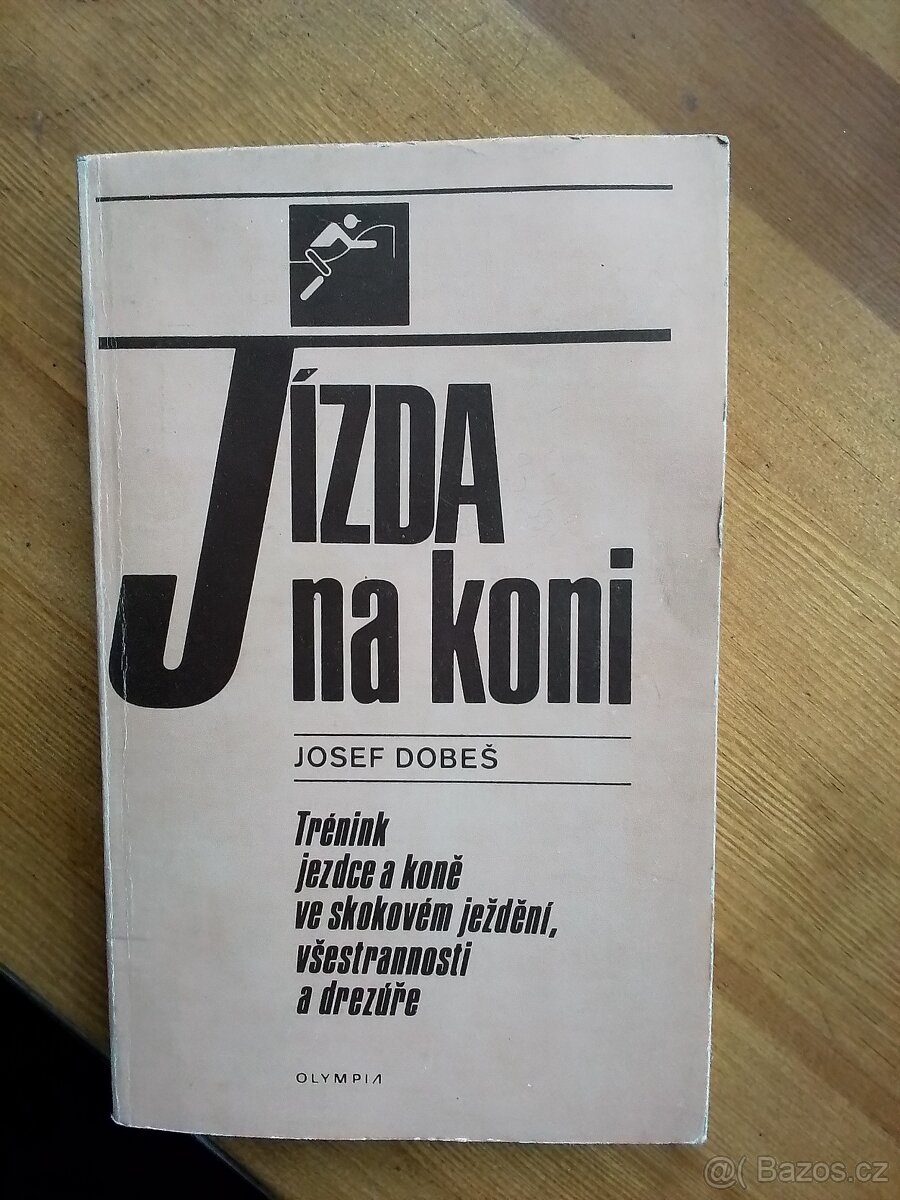 JÍZDA
na koni
JOSEF DOBEŠ
Trénink
jezdce a koně
ve skokovém ježdění,
všestrannosti
a drezúře
OLYMPIA
@( Bazos.cz